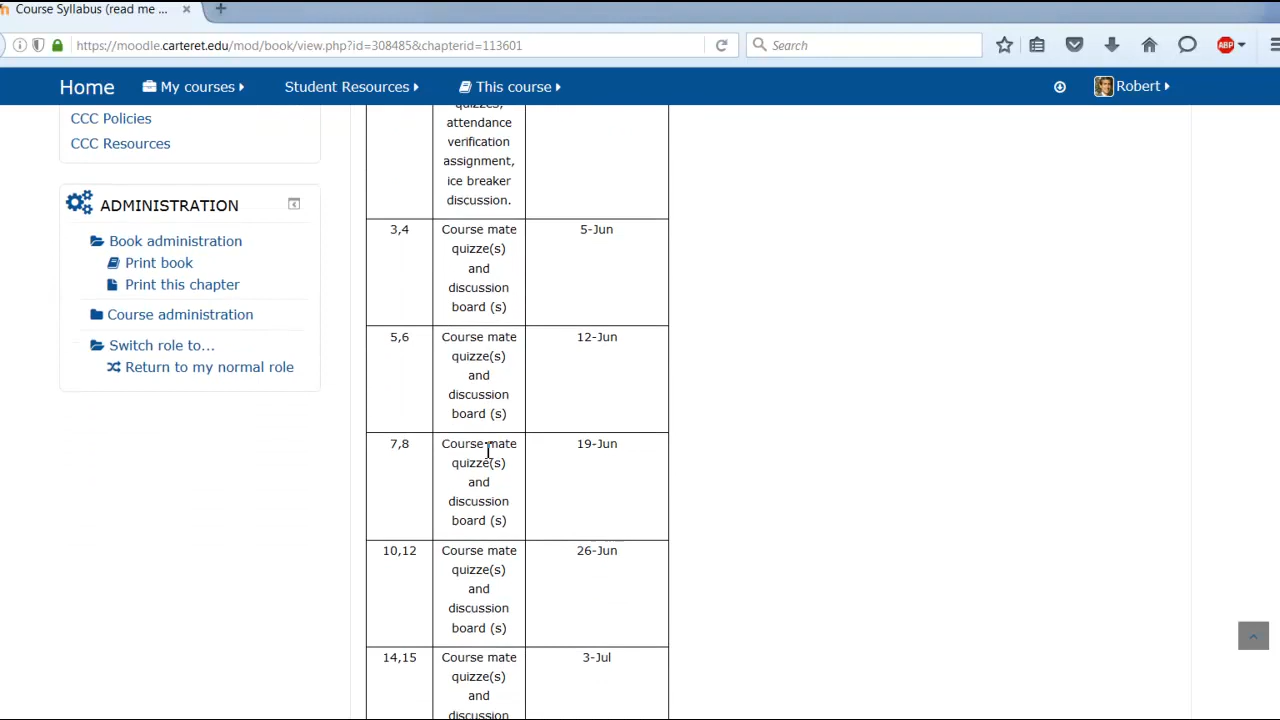 Course Syllabus (read me ...
https://moodle.carteret.edu/mod/book/view.php?id=308485&chapterid=113601
Search
ABP
Home
My courses
Student Resources
This course
Robert
CCC Policies
CCC Resources
ADMINISTRATION
Book administration
Print book
Print this chapter
Course administration
Switch role to...
Return to my normal role
quizzes,
attendance
verification
assignment,
ice breaker
discussion.
3,4
Course mate
quizze(s)
and
discussion
board (s)
5-Jun
5,6
Course mate
quizze(s)
and
discussion
board (s)
12-Jun
7,8
Course mate
quizze(s)
and
discussion
board (s)
19-Jun
10,12
Course mate
quizze(s)
and
discussion
board (s)
26-Jun
14,15
Course mate
quizze(s)
and
discussion
3-Jul